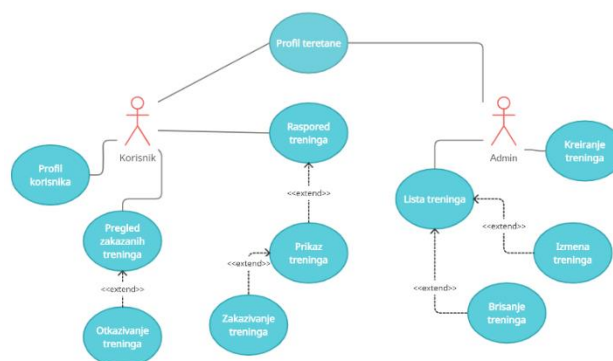 Profil teretane
Korisnik
Raspored
treninga
Admin
Kreiranje
treninga
Profil
korisnika
<<extend>>
Lista treninga
Pregled
zakazanih
treninga
Prikaz
treninga
<<extend>>
<<extend>>
Izmena
treninga
<<extend>>
<<extend>>
Zakazivanje
treninga
Brisanje
treninga
Otkazivanje
treninga